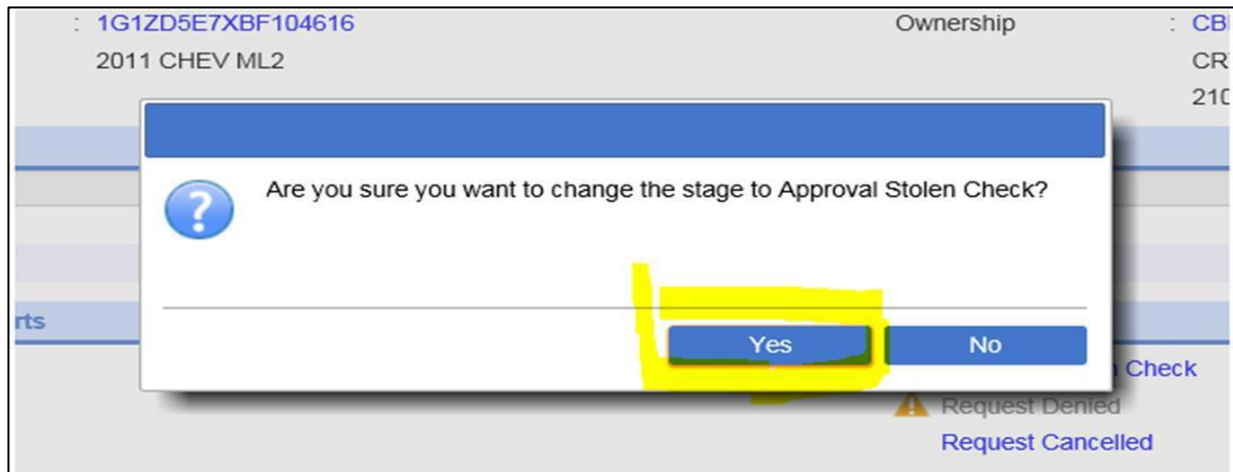 : 1G1ZD5E7XBF104616 Ownership : CB
2011 CHEV ML2 CR
210
Are you sure you want to change the stage to Approval Stolen Check?
rts
Yes No
Check
Request Denied
Request Cancelled